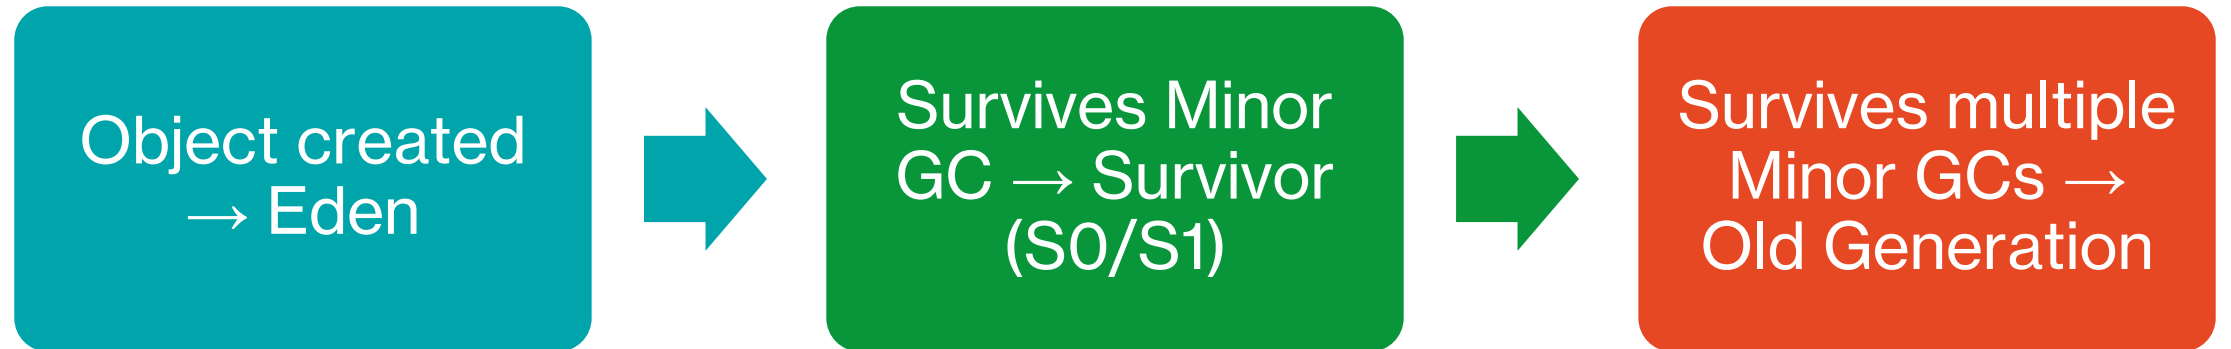 Object created
→ Eden
Survives Minor
GC → Survivor
(S0/S1)
Survives multiple
Minor GCs →
Old Generation